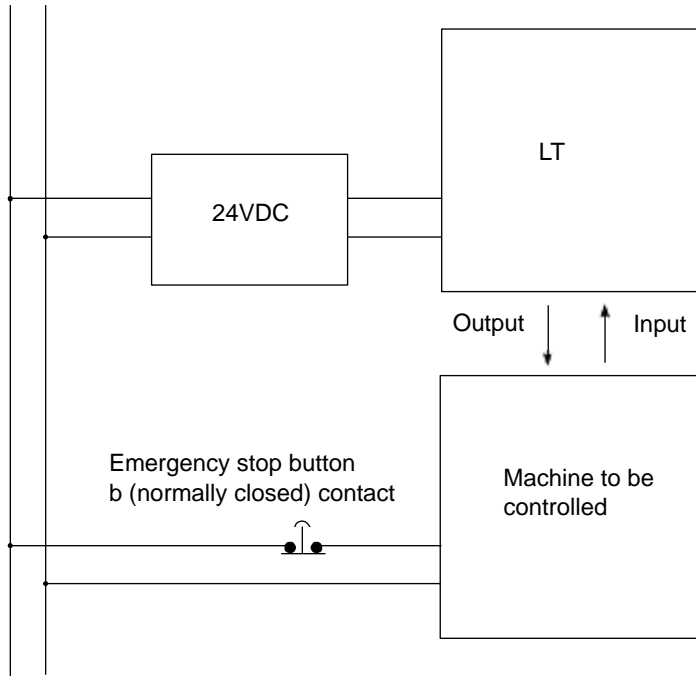 LT
24VDC
Output
Input
Emergency stop button
b (normally closed) contact
Machine to be
controlled